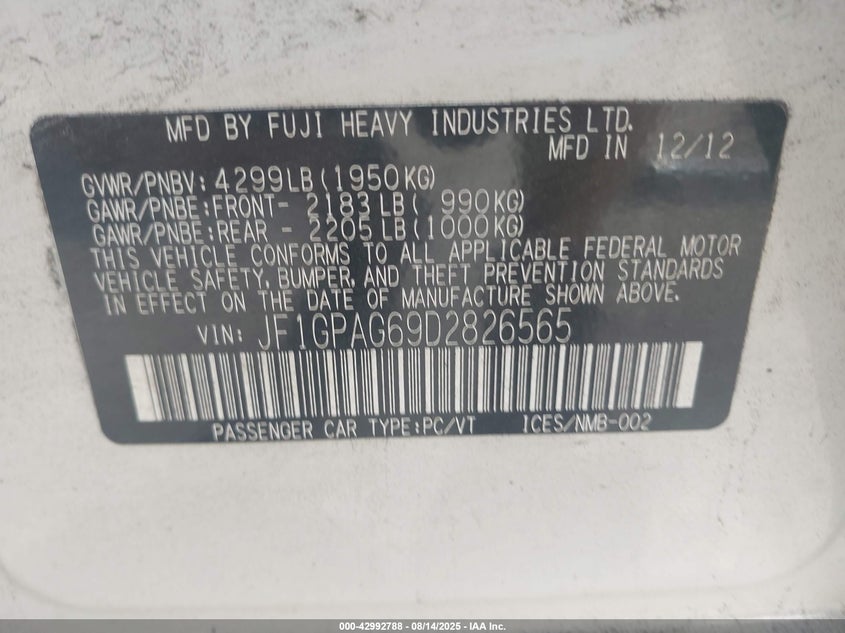 MFD BY FUJI HEAVY INDUSTRIES LTD.
MFD IN 12/12
GVWR/PNBV: 4299LB(1950KG)
GAWR/PNBE:FRONT- 2183LB( 990KG)
GAWR/PNBE:REAR - 2205LB(1000KG)
THIS VEHICLE CONFORMS TO ALL APPLICABLE FEDERAL MOTOR
VEHICLE SAFETY, BUMPER, AND THEFT PREVENTION STANDARDS
IN EFFECT ON THE DATE OF MANUFACTURE SHOWN ABOVE.
VIN: JF1GPAG69D2826565
PASSENGER CAR TYPE:PC/VT ICES/NMB-002
000-42992788 - 08/14/2025 - IAA Inc.